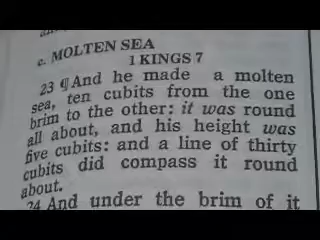 c. MOLTEN SEA
1 KINGS 7
23 ¶And he made a molten
sea, ten cubits from the one
brim to the other: it was round
all about, and his height was
five cubits: and a line of thirty
cubits did compass it round
about.
24 And under the brim of it